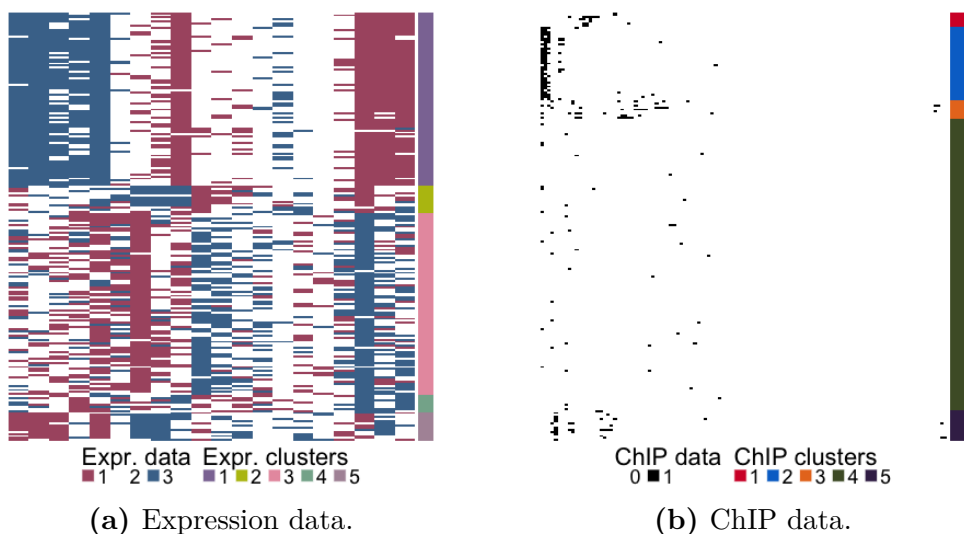 Expr. data Expr. clusters
1 2 3 1 2 3 4 5
ChIP data ChIP clusters
0 1 1 2 3 4 5
(a) Expression data.
(b) ChIP data.